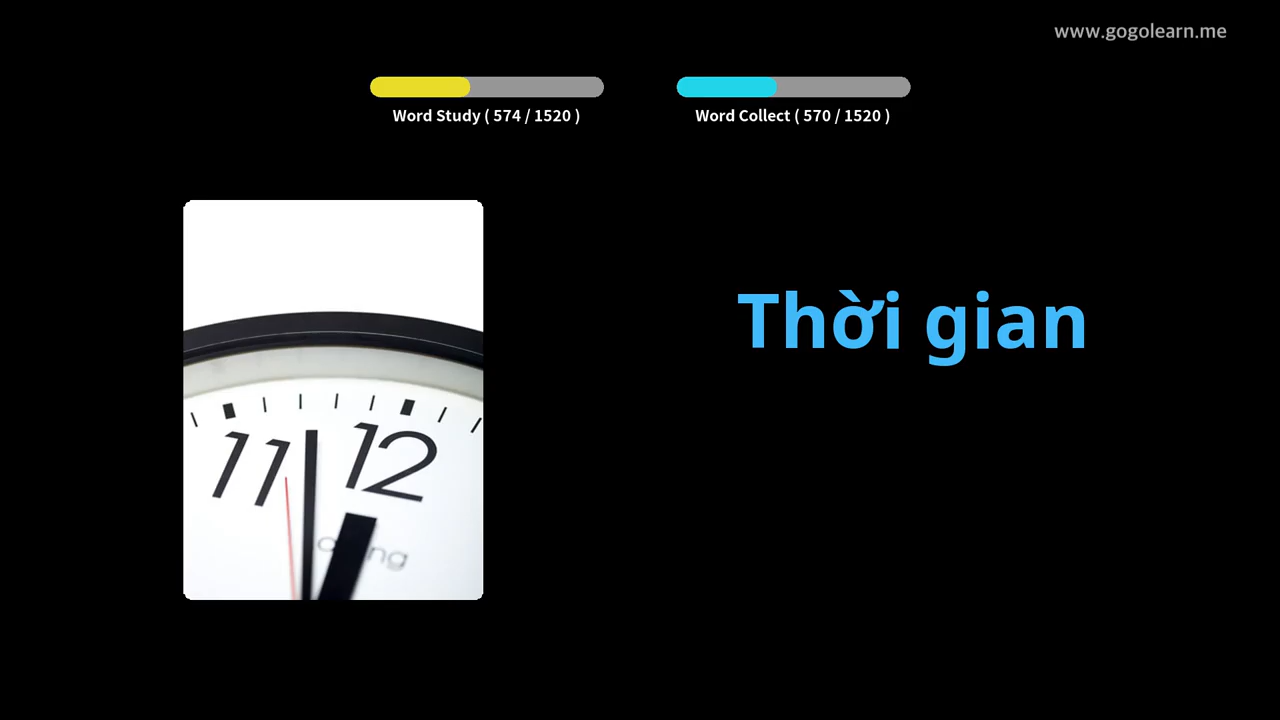 www.gogolearn.me
Word Study ( 574 / 1520 )
Word Collect ( 570 / 1520 )
Thời gian
11
12